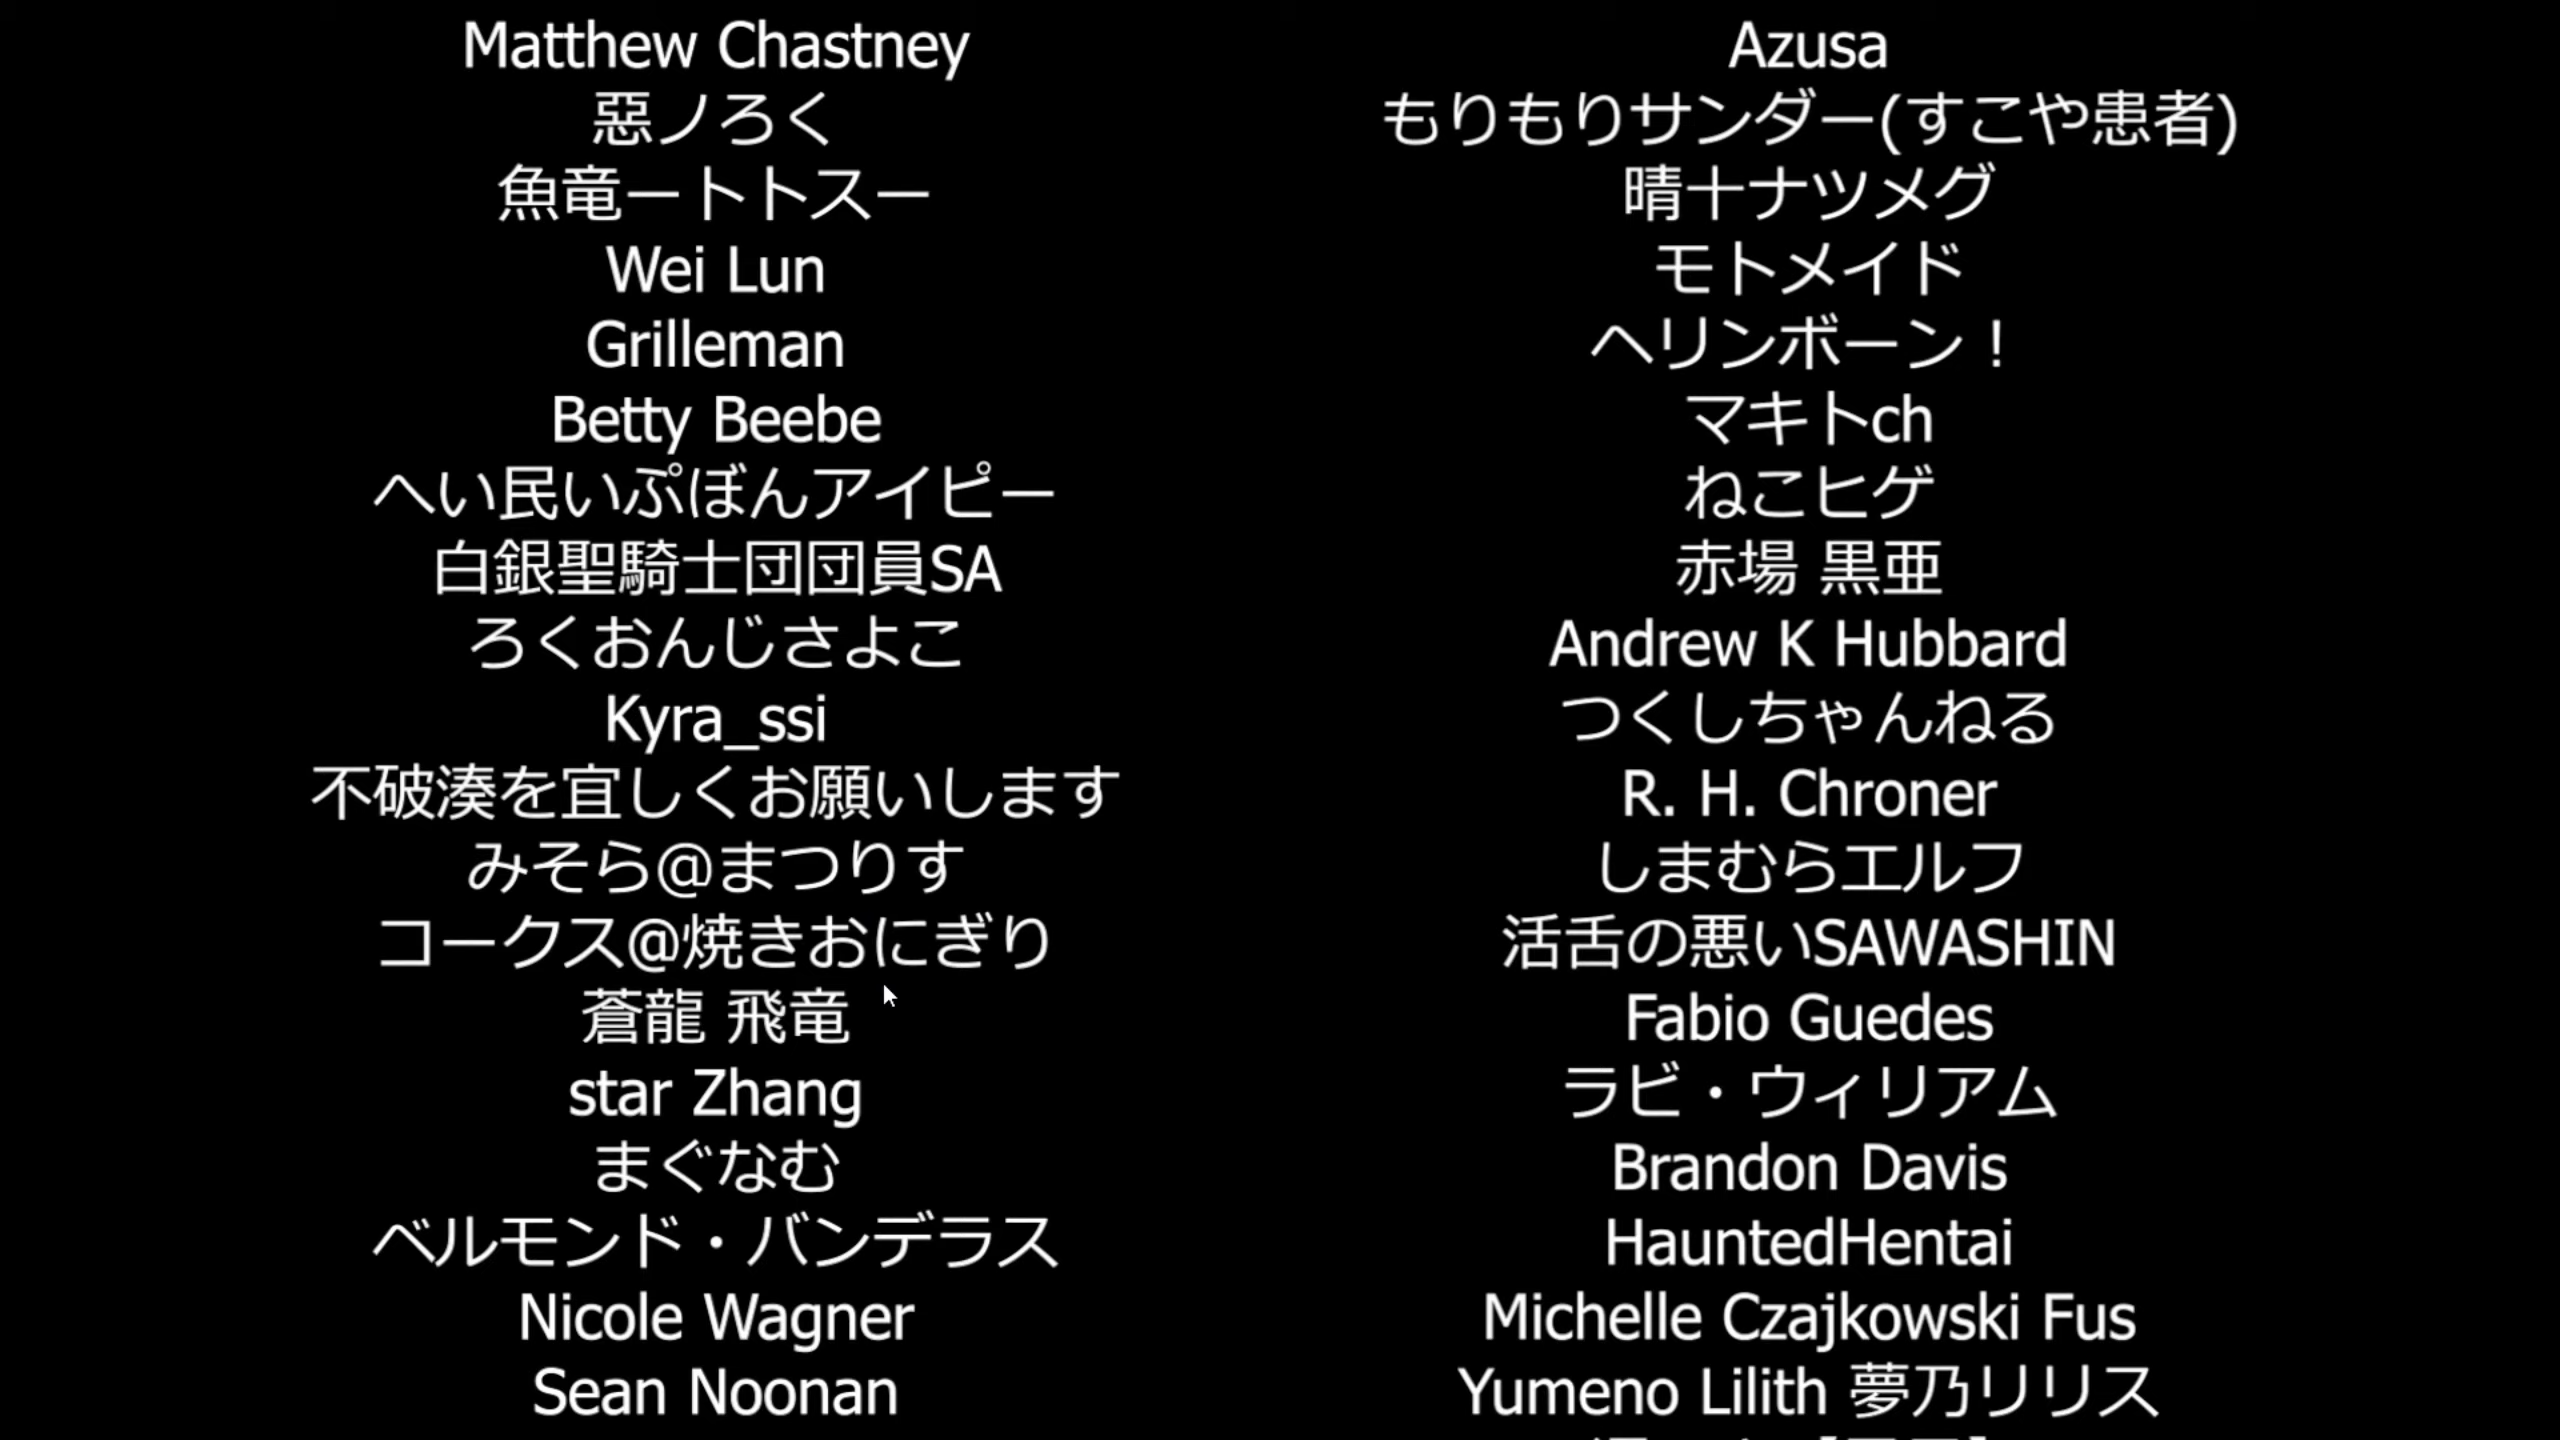 Matthew Chastney
惡ノろく
魚竜ートトスー
Wei Lun
Grilleman
Betty Beebe
へい民いぷぼんアイピー
白銀聖騎士団団員SA
ろくおんじさよこ
Kyra_ssi
不破湊を宜しくお願いします
みそら@まつりす
コークス@焼きおにぎり
蒼龍 飛竜
star Zhang
まぐなむ
ベルモンド・バンデラス
Nicole Wagner
Sean Noonan
Azusa
もりもりサンダー(すこや患者)
晴十ナツメグ
モトメイド
ヘリンボーン！
マキトch
ねこヒゲ
赤場 黒亜
Andrew K Hubbard
つくしちゃんねる
R. H. Chroner
しまむらエルフ
活舌の悪いSAWASHIN
Fabio Guedes
ラビ・ウィリアム
Brandon Davis
HauntedHentai
Michelle Czajkowski Fus
Yumeno Lilith 夢乃リリス